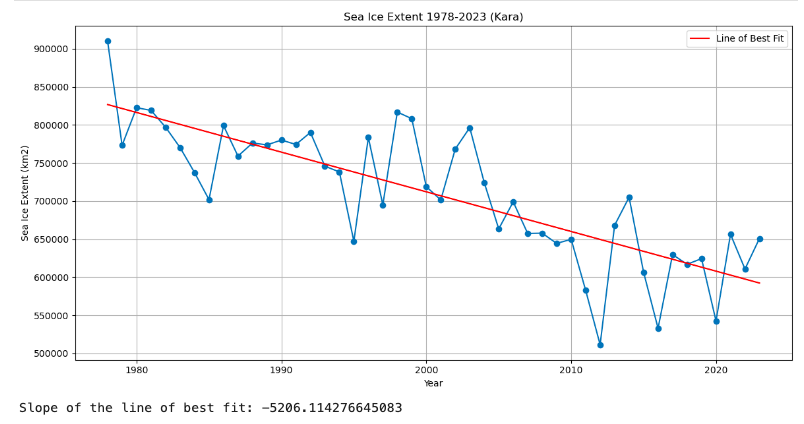 Sea Ice Extent 1978-2023 (Kara)
Line of Best Fit
900000
850000
800000
750000
700000
650000
600000
550000
500000
Sea Ice Extent (km2)
1980 1990 2000 2010 2020
Year
Slope of the line of best fit: −5206.114276645083